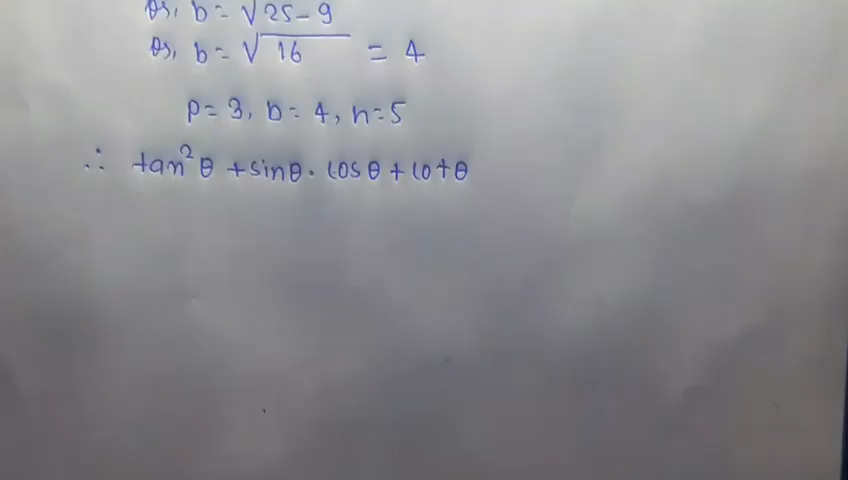 Or, b = √25-9
Or, b = √16 = 4
P = 3, b = 4, h = 5
∴ tan²θ + sinθ . cosθ + cotθ